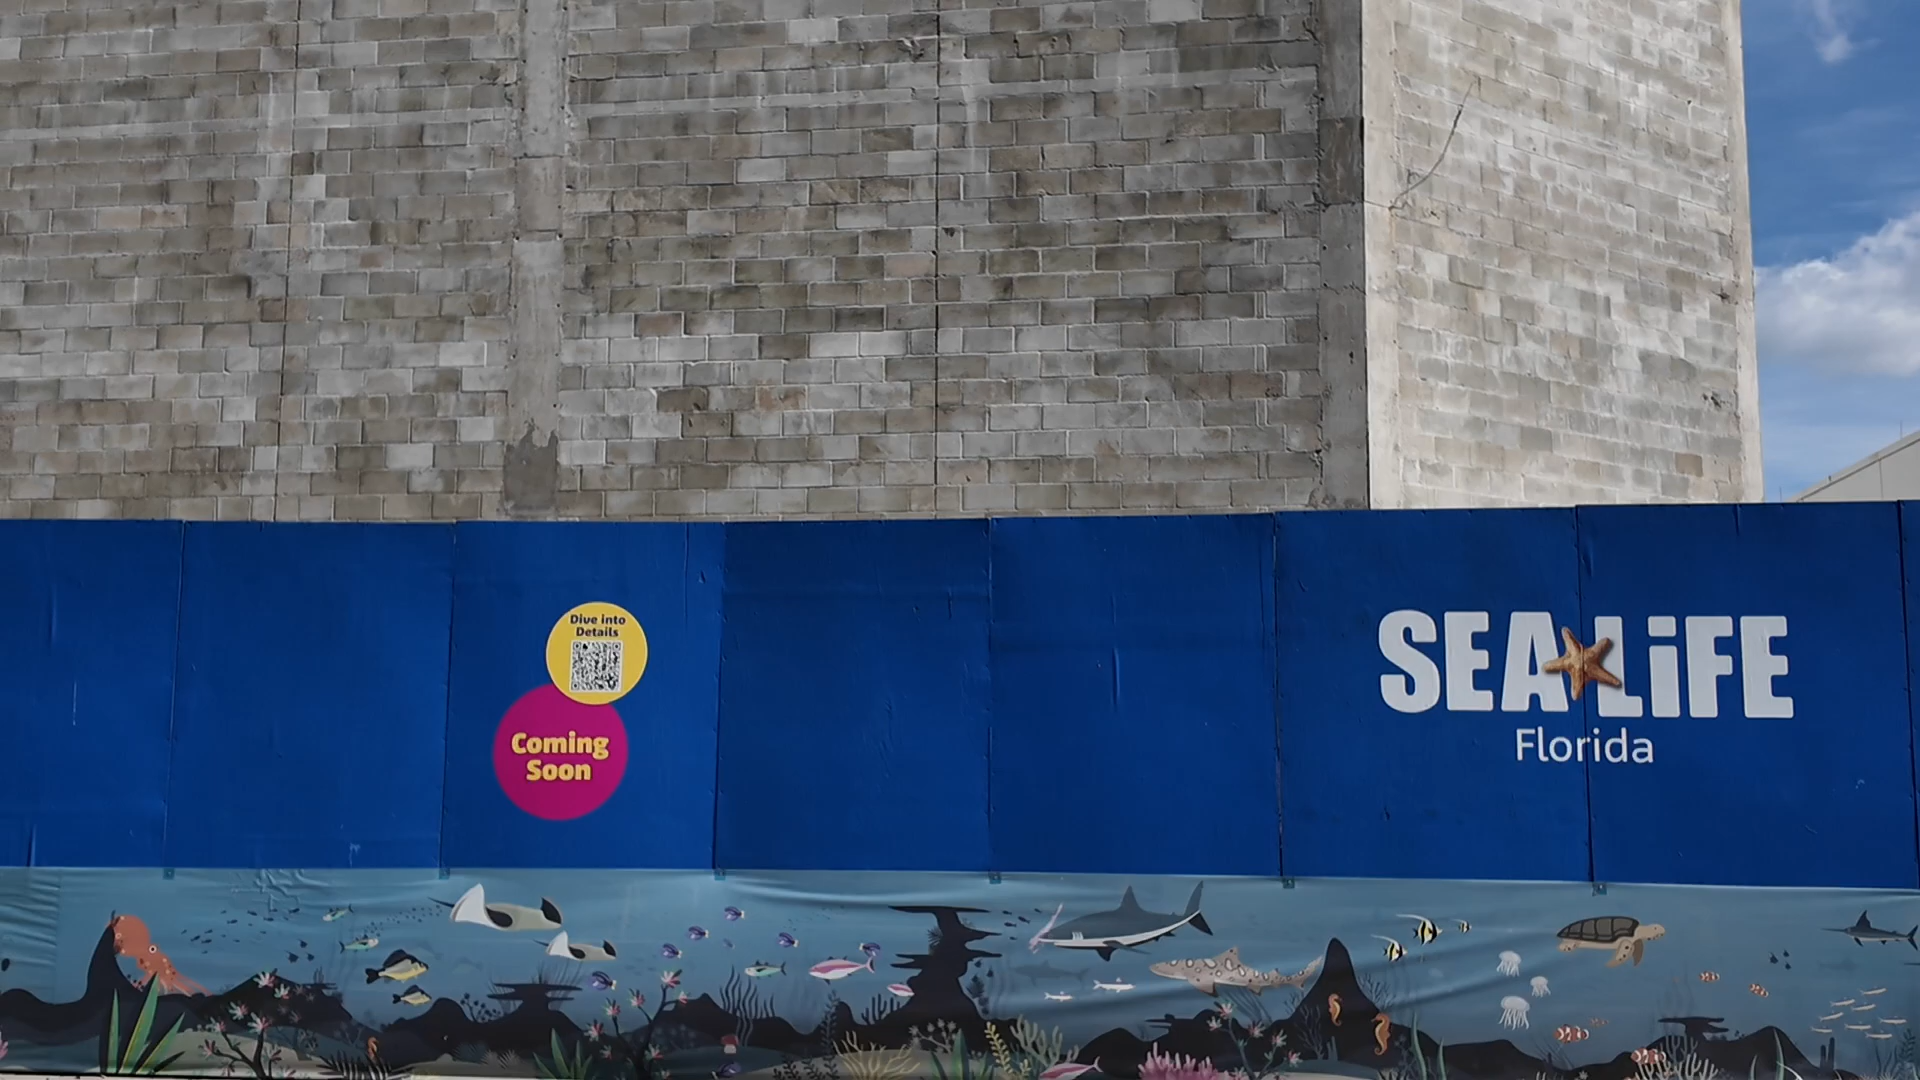 Dive into
Details
Coming
Soon
SEA LiFE
Florida